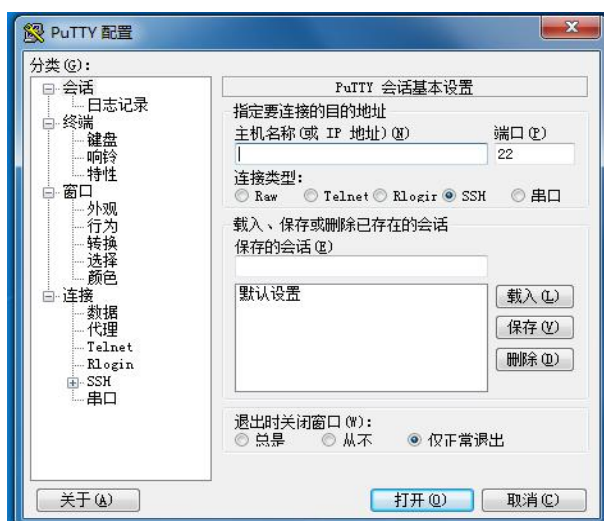 PuTTY 配置
分类(G):
会话
日志记录
终端
键盘
响铃
特性
窗口
外观
行为
转换
选择
颜色
连接
数据
代理
Telnet
Rlogin
SSH
串口
PuTTY 会话基本设置
指定要连接的目的地址
主机名称(或 IP 地址)(N) 端口(P)
22
连接类型:
Raw Telnet Rlogir SSH 串口
载入、保存或删除已存在的会话
保存的会话(E)
默认设置
载入(L)
保存(V)
删除(D)
退出时关闭窗口(W):
总是 从不 仅正常退出
关于(A) 打开(O) 取消(C)